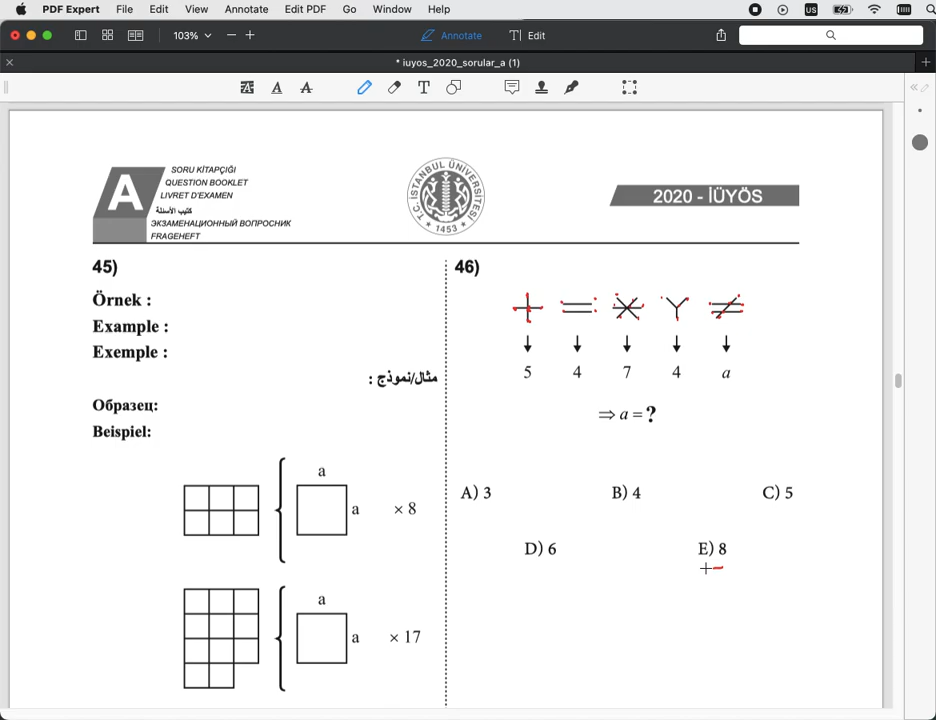 PDF Expert File Edit View Annotate Edit PDF Go Window Help US
103% Annotate Edit
* iuyos_2020_sorular_a (1)
A
SORU KİTAPÇIĞI
QUESTION BOOKLET
LIVRET D'EXAMEN
كتيب الأسئلة
ЭКЗАМЕНАЦИОННЫЙ ВОПРОСНИК
FRAGEHEFT
T.C. İSTANBUL ÜNİVERSİTESİ
* 1453 *
2020 - İÜYÖS
45)
Örnek :
Example :
Exemple :
مثال/نموذج :
Образец:
Beispiel:
a
a × 8
a
a × 17
46)
+ = Y ≠
↓ ↓ ↓ ↓ ↓
5 4 7 4 a
⇒ a = ?
A) 3 B) 4 C) 5
D) 6 E) 8